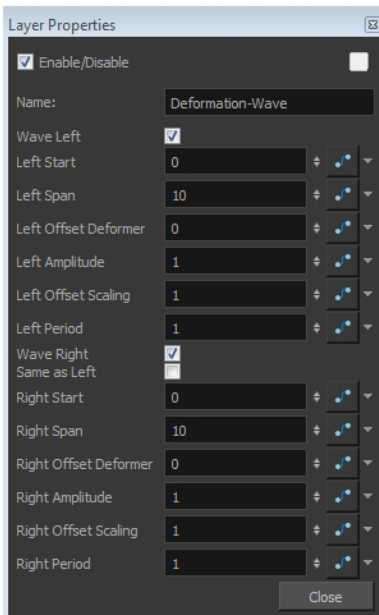 Layer Properties
Enable/Disable
Name: Deformation-Wave
Wave Left
Left Start 0
Left Span 10
Left Offset Deformer 0
Left Amplitude 1
Left Offset Scaling 1
Left Period 1
Wave Right
Same as Left
Right Start 0
Right Span 10
Right Offset Deformer 0
Right Amplitude 1
Right Offset Scaling 1
Right Period 1
Close